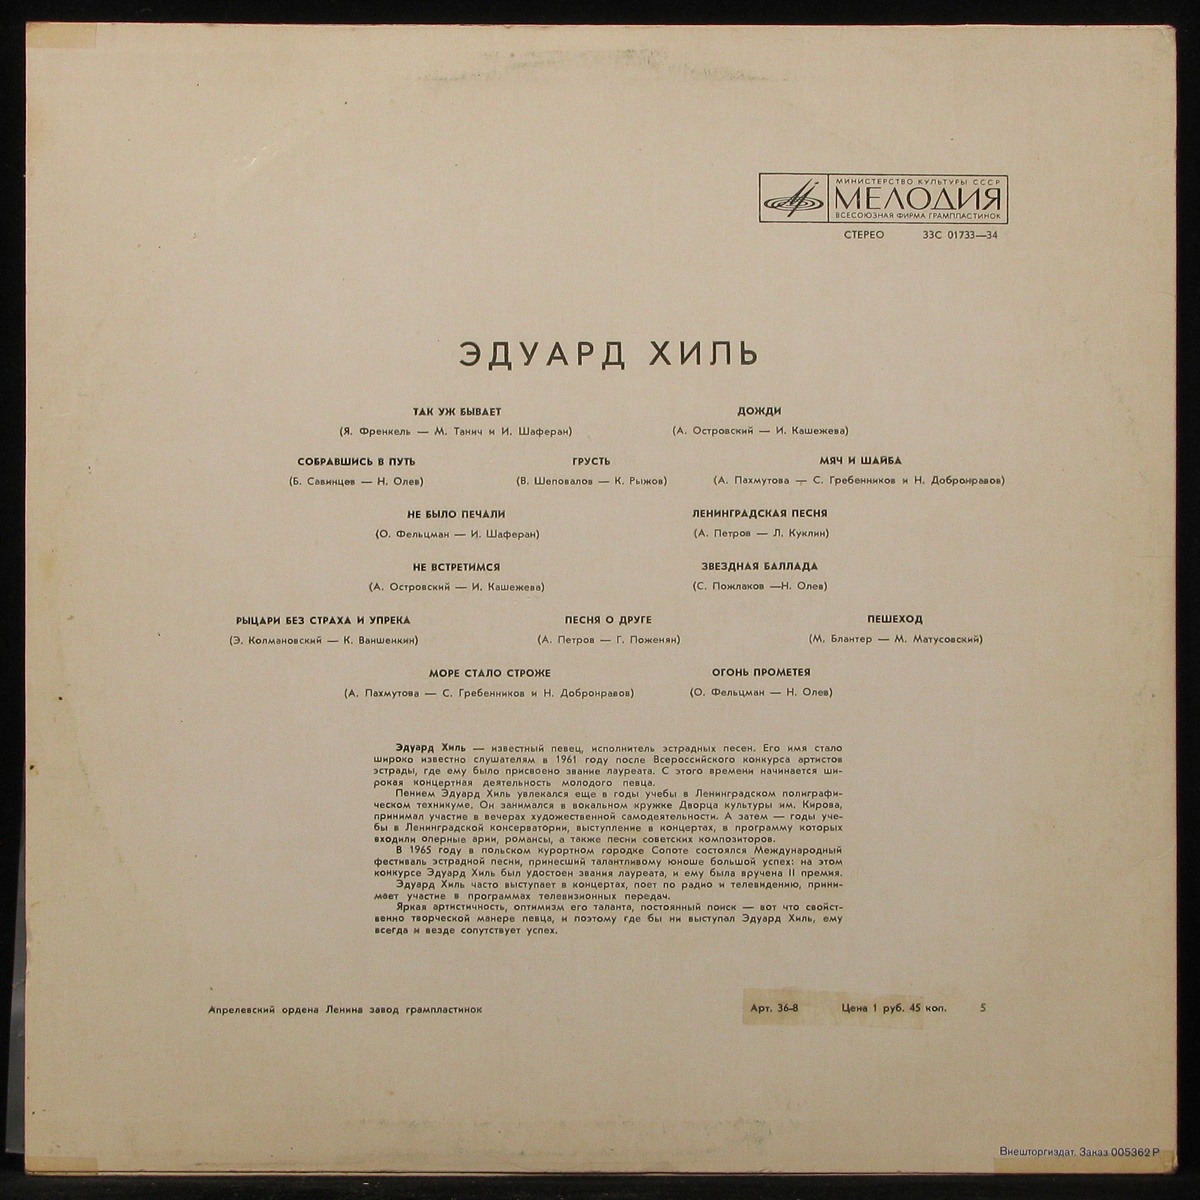 МИНИСТЕРСТВО КУЛЬТУРЫ СССР
МЕЛОДИЯ
ВСЕСОЮЗНАЯ ФИРМА ГРАМПЛАСТИНОК
СТЕРЕО 33С 01733—34
ЭДУАРД ХИЛЬ
ТАК УЖ БЫВАЕТ ДОЖДИ
(Я. Френкель — М. Танич и И. Шаферан) (А. Островский — И. Кашежева)
СОБРАВШИСЬ В ПУТЬ ГРУСТЬ МЯЧ И ШАЙБА
(Б. Савинцев — Н. Олев) (В. Шеповалов — К. Рыжов) (А. Пахмутова — С. Гребенников и Н. Добронравов)
НЕ БЫЛО ПЕЧАЛИ ЛЕНИНГРАДСКАЯ ПЕСНЯ
(О. Фельцман — И. Шаферан) (А. Петров — Л. Куклин)
НЕ ВСТРЕТИМСЯ ЗВЕЗДНАЯ БАЛЛАДА
(А. Островский — И. Кашежева) (С. Пожлаков —Н. Олев)
РЫЦАРИ БЕЗ СТРАХА И УПРЕКА ПЕСНЯ О ДРУГЕ ПЕШЕХОД
(Э. Колмановский — К. Ваншенкин) (А. Петров — Г. Поженян) (М. Блантер — М. Матусовский)
МОРЕ СТАЛО СТРОЖЕ ОГОНЬ ПРОМЕТЕЯ
(А. Пахмутова — С. Гребенников и Н. Добронравов) (О. Фельцман — Н. Олев)
Эдуард Хиль — известный певец, исполнитель эстрадных песен. Его имя стало
широко известно слушателям в 1961 году после Всероссийского конкурса артистов
эстрады, где ему было присвоено звание лауреата. С этого времени начинается ши-
рокая концертная деятельность молодого певца.
Пением Эдуард Хиль увлекался еще в годы учебы в Ленинградском полиграфи-
ческом техникуме. Он занимался в вокальном кружке Дворца культуры им. Кирова,
принимал участие в вечерах художественной самодеятельности. А затем — годы уче-
бы в Ленинградской консерватории, выступление в концертах, в программу которых
входили оперные арии, романсы, а также песни советских композиторов.
В 1965 году в польском курортном городке Сопоте состоялся Международный
фестиваль эстрадной песни, принесший талантливому юноше большой успех: на этом
конкурсе Эдуард Хиль был удостоен звания лауреата, и ему была вручена II премия.
Эдуард Хиль часто выступает в концертах, поет по радио и телевидению, прини-
мает участие в программах телевизионных передач.
Яркая артистичность, оптимизм его таланта, постоянный поиск — вот что свойст-
венно творческой манере певца, и поэтому где бы ни выступал Эдуард Хиль, ему
всегда и везде сопутствует успех.
Апрелевский ордена Ленина завод грампластинок Арт. 36-8 Цена 1 руб. 45 коп. 5
Внешторгиздат. Заказ 005362Р